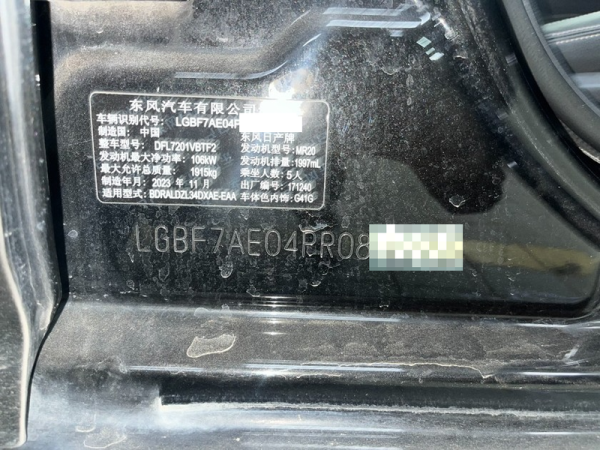 东风汽车有限公司
车辆识别代号: LGBF7AE04P
制造国: 中国 东风日产牌
整车型号: DFL7201VBTF2 发动机型号: MR20
发动机最大净功率: 106kW 发动机排量: 1997mL
最大允许总质量: 1915kg 乘坐人数: 5人
制造年月: 2023 年 11 月 出厂编号: 171240
适用型式: BDRALDZL34DXAE-EAA 车体色内饰: G41G
LGBF7AE04PR08